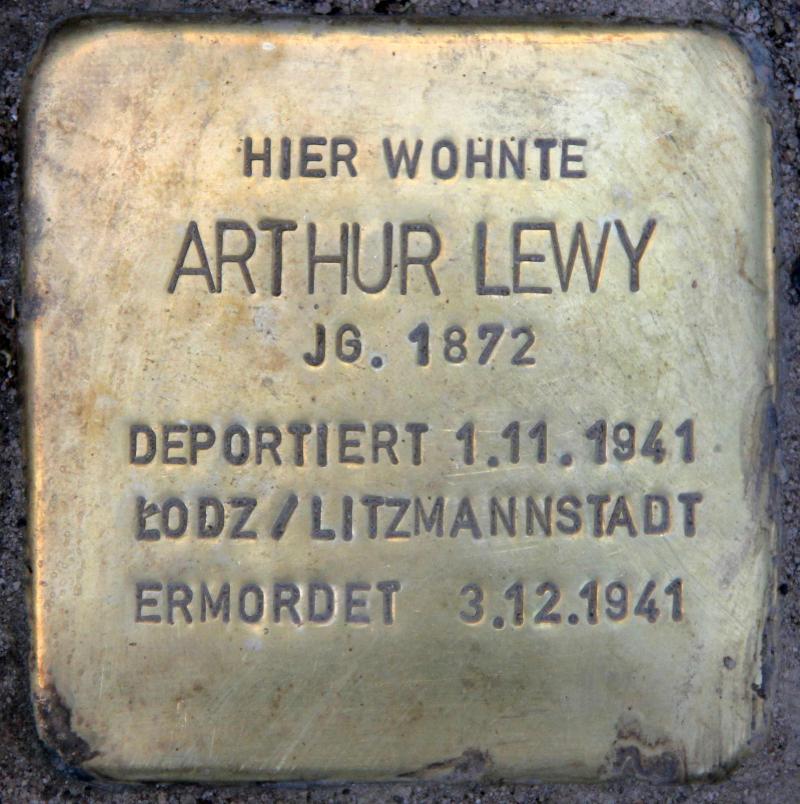 HIER WOHNTE
ARTHUR LEWY
JG. 1872
DEPORTIERT 1.11.1941
ŁODZ/LITZMANNSTADT
ERMORDET 3.12.1941